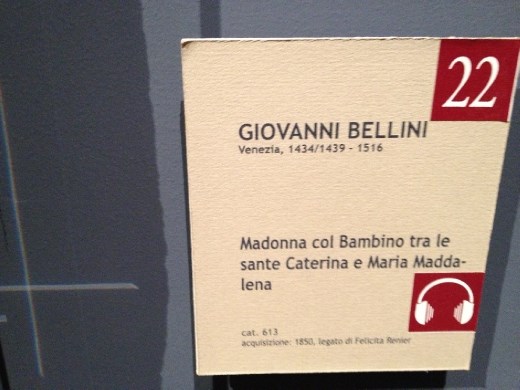 22
GIOVANNI BELLINI
Venezia, 1434/1439 - 1516
Madonna col Bambino tra le
sante Caterina e Maria Madda-
lena
cat. 613
acquisizione: 1850, legato di Felicita Renier